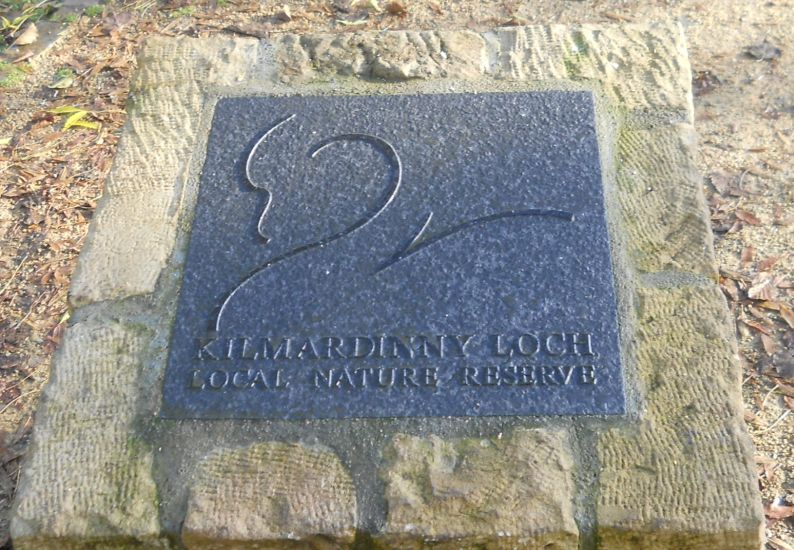 KILMARDINNY LOCH
LOCAL NATURE RESERVE